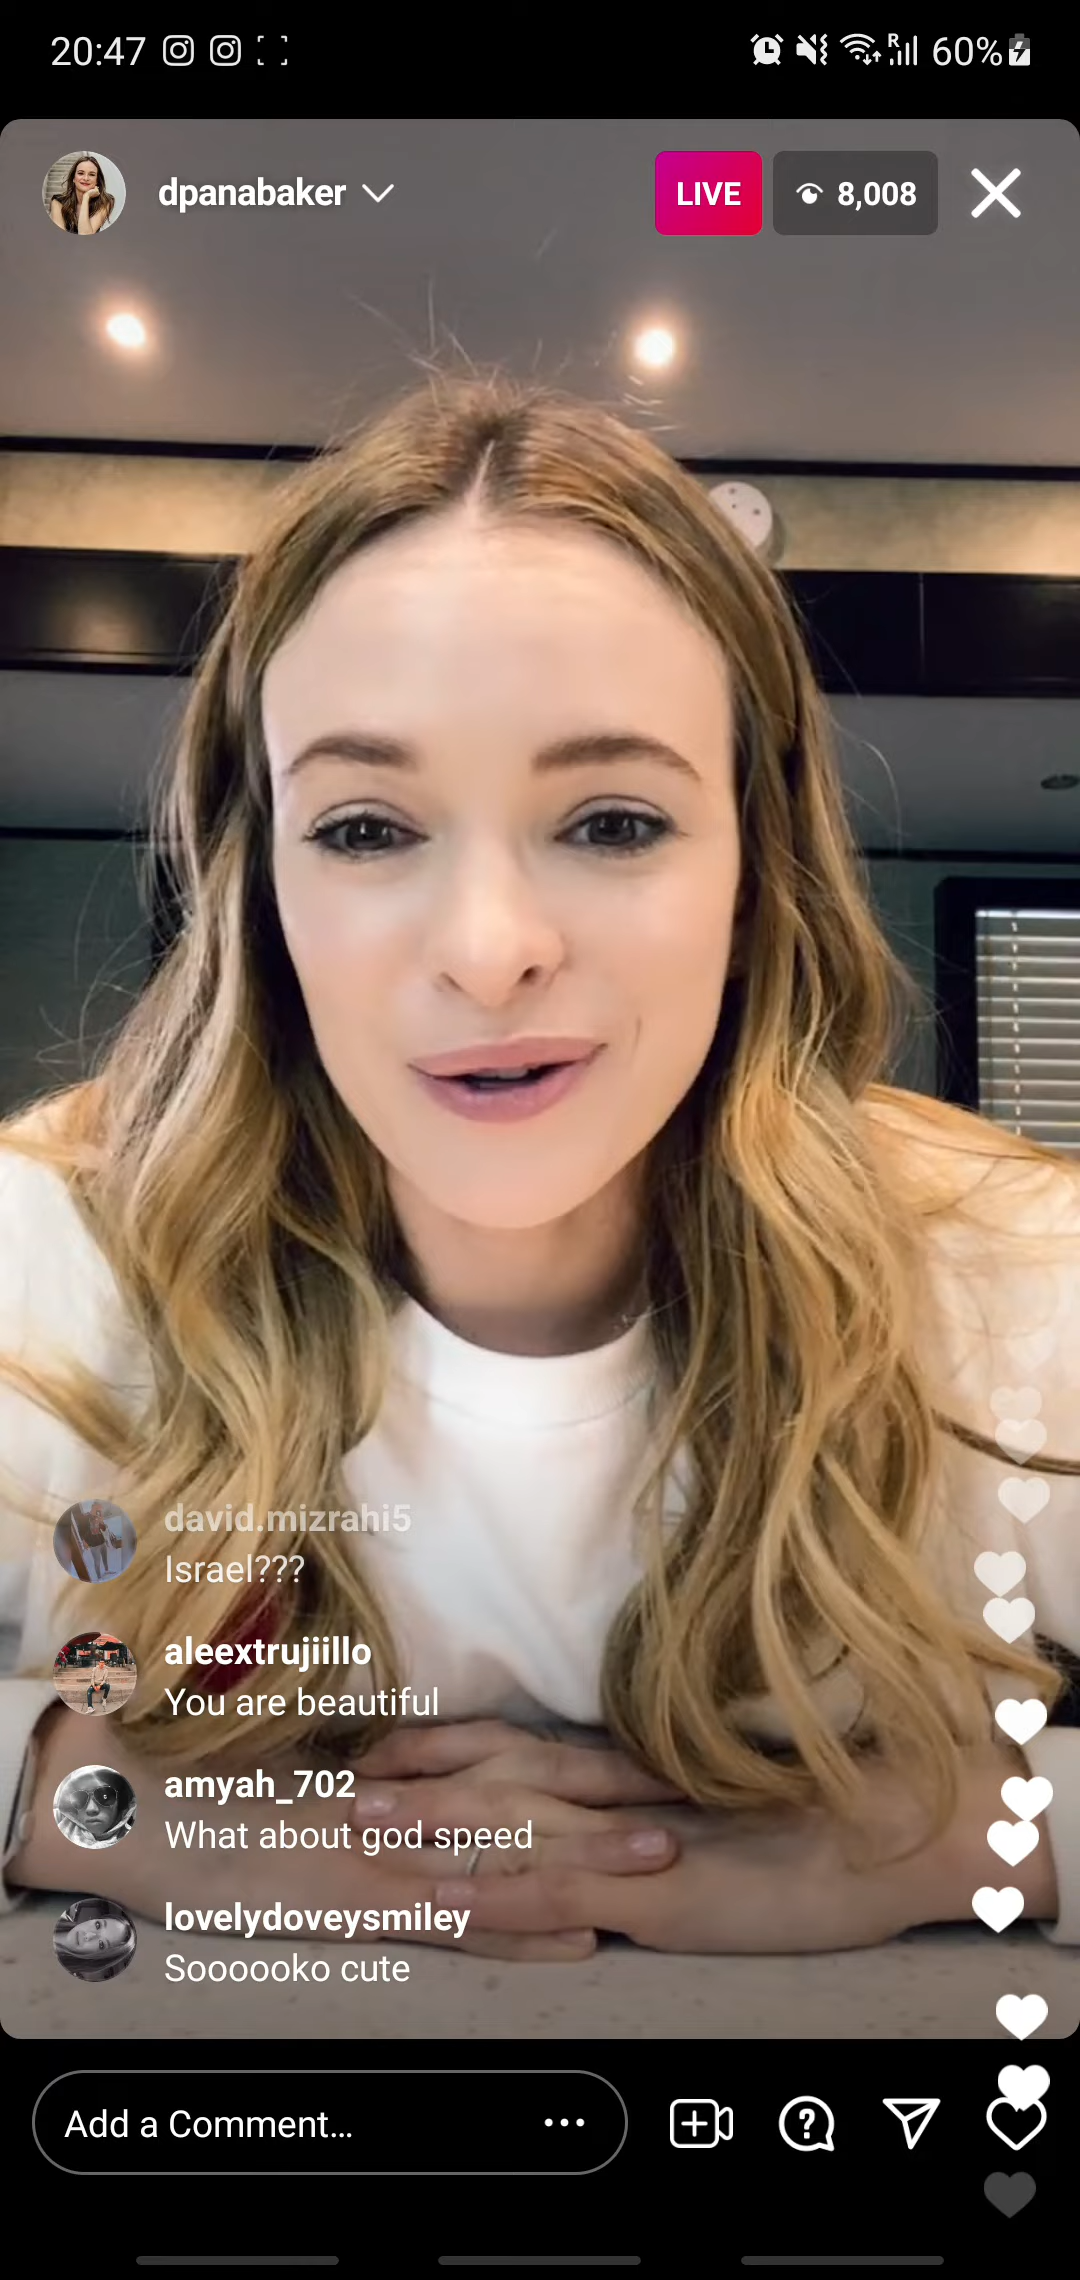 20:47
R
60%
dpanabaker
LIVE
8,008
david.mizrahi5
Israel???
aleextrujiillo
You are beautiful
amyah_702
What about god speed
lovelydoveysmiley
Soooooko cute
Add a Comment...